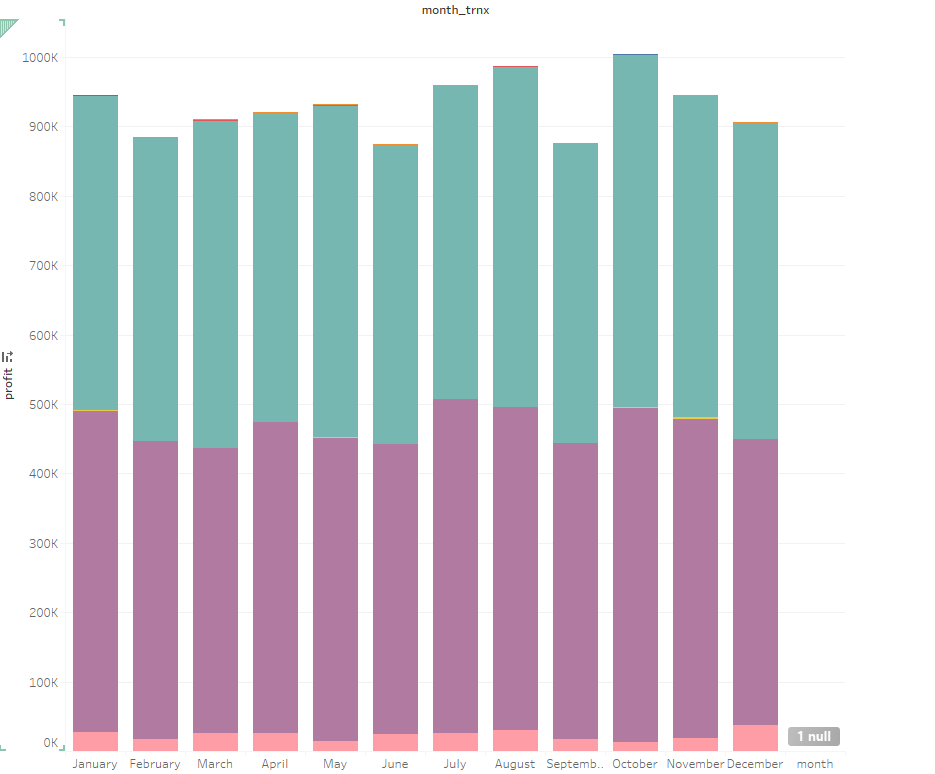 month_trnx
1000K
900K
800K
700K
600K
500K
400K
300K
200K
100K
0K
profit
1 null
January February March April May June July August Septemb.. October November December month